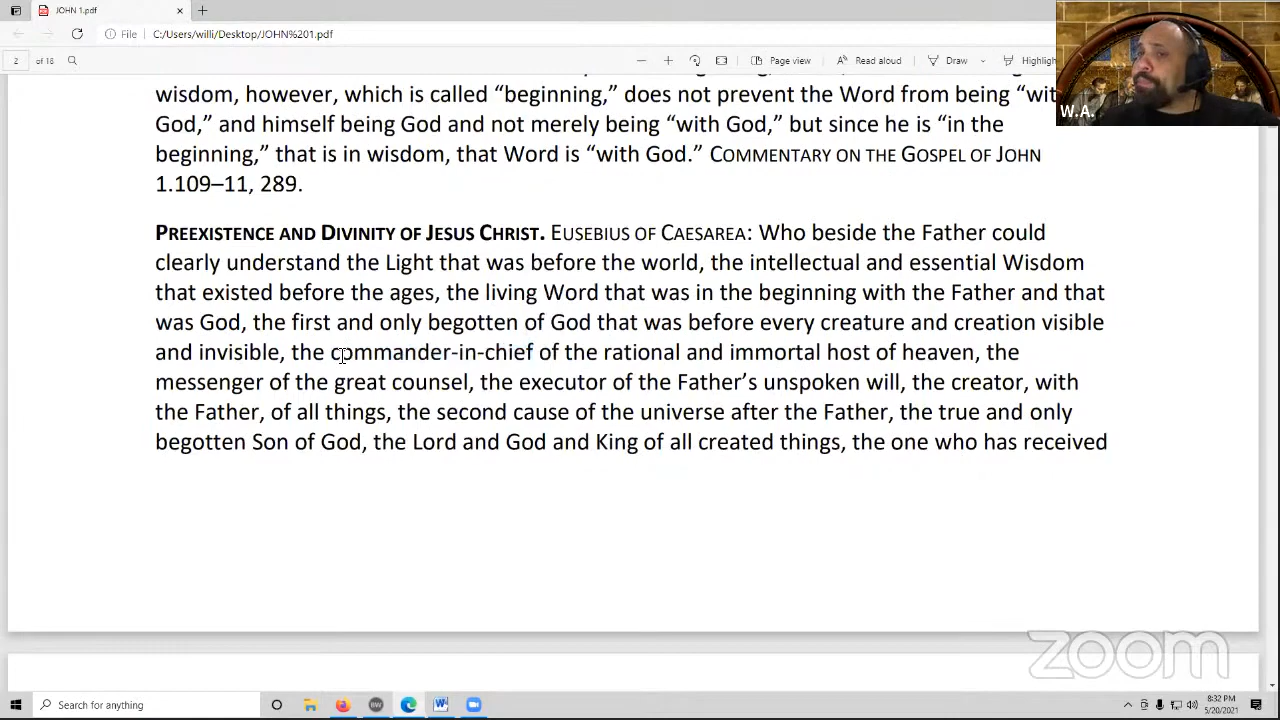 JOHN 1.pdf
File C:/Users/willi/Desktop/JOHN%201.pdf
2 of 16 Page view Read aloud Draw Highlight
W.A.
wisdom, however, which is called “beginning,” does not prevent the Word from being “wit
God,” and himself being God and not merely being “with God,” but since he is “in the
beginning,” that is in wisdom, that Word is “with God.” COMMENTARY ON THE GOSPEL OF JOHN
1.109–11, 289.
PREEXISTENCE AND DIVINITY OF JESUS CHRIST. EUSEBIUS OF CAESAREA: Who beside the Father could
clearly understand the Light that was before the world, the intellectual and essential Wisdom
that existed before the ages, the living Word that was in the beginning with the Father and that
was God, the first and only begotten of God that was before every creature and creation visible
and invisible, the commander-in-chief of the rational and immortal host of heaven, the
messenger of the great counsel, the executor of the Father’s unspoken will, the creator, with
the Father, of all things, the second cause of the universe after the Father, the true and only
begotten Son of God, the Lord and God and King of all created things, the one who has received
zoom
Search for anything
8:32 PM
5/20/2021